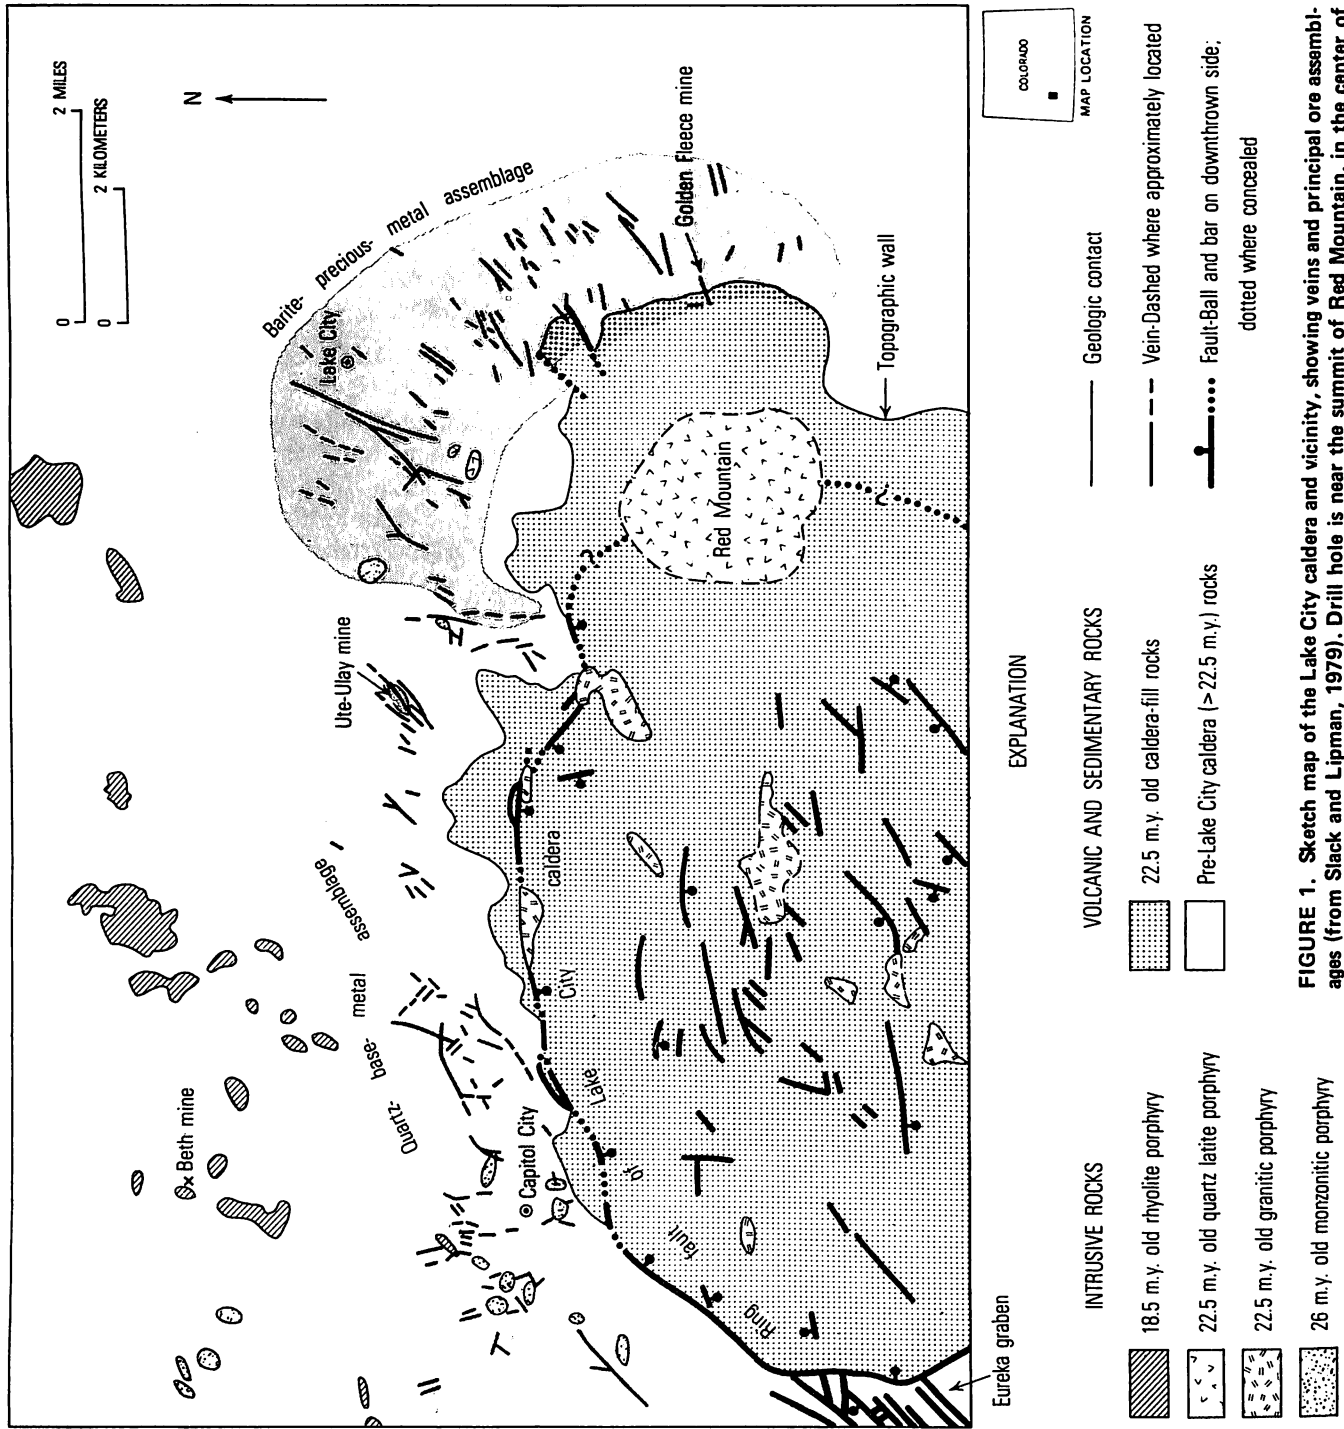 0 2 MILES
0 2 KILOMETERS
N
Barite- precious- metal assemblage
Lake City
Golden Fleece mine
Ute-Ulay mine
Quartz- base- metal assemblage
x Beth mine
Capitol City
Red Mountain
Topographic wall
Ring fault of Lake City caldera
Eureka graben
COLORADO
MAP LOCATION
EXPLANATION
INTRUSIVE ROCKS
18.5 m.y. old rhyolite porphyry
22.5 m.y. old quartz latite porphyry
22.5 m.y. old granitic porphyry
26 m.y. old monzonitic porphyry
VOLCANIC AND SEDIMENTARY ROCKS
22.5 m.y. old caldera-fill rocks
Pre-Lake City caldera (>22.5 m.y.) rocks
Geologic contact
Vein-Dashed where approximately located
Fault-Ball and bar on downthrown side;
dotted where concealed
FIGURE 1. Sketch map of the Lake City caldera and vicinity, showing veins and principal ore assembl-
ages (from Slack and Lipman, 1979). Drill hole is near the summit of Red Mountain, in the center of